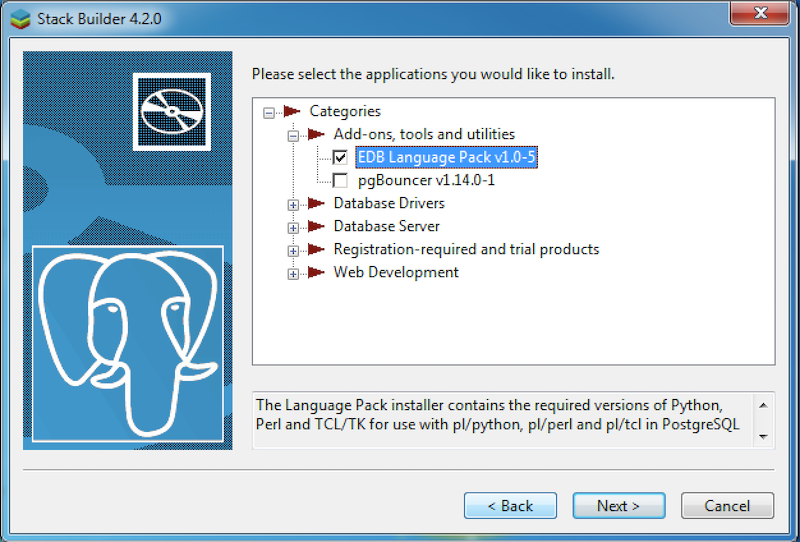 Stack Builder 4.2.0
Please select the applications you would like to install.
Categories
Add-ons, tools and utilities
EDB Language Pack v1.0-5
pgBouncer v1.14.0-1
Database Drivers
Database Server
Registration-required and trial products
Web Development
The Language Pack installer contains the required versions of Python,
Perl and TCL/TK for use with pl/python, pl/perl and pl/tcl in PostgreSQL
< Back
Next >
Cancel